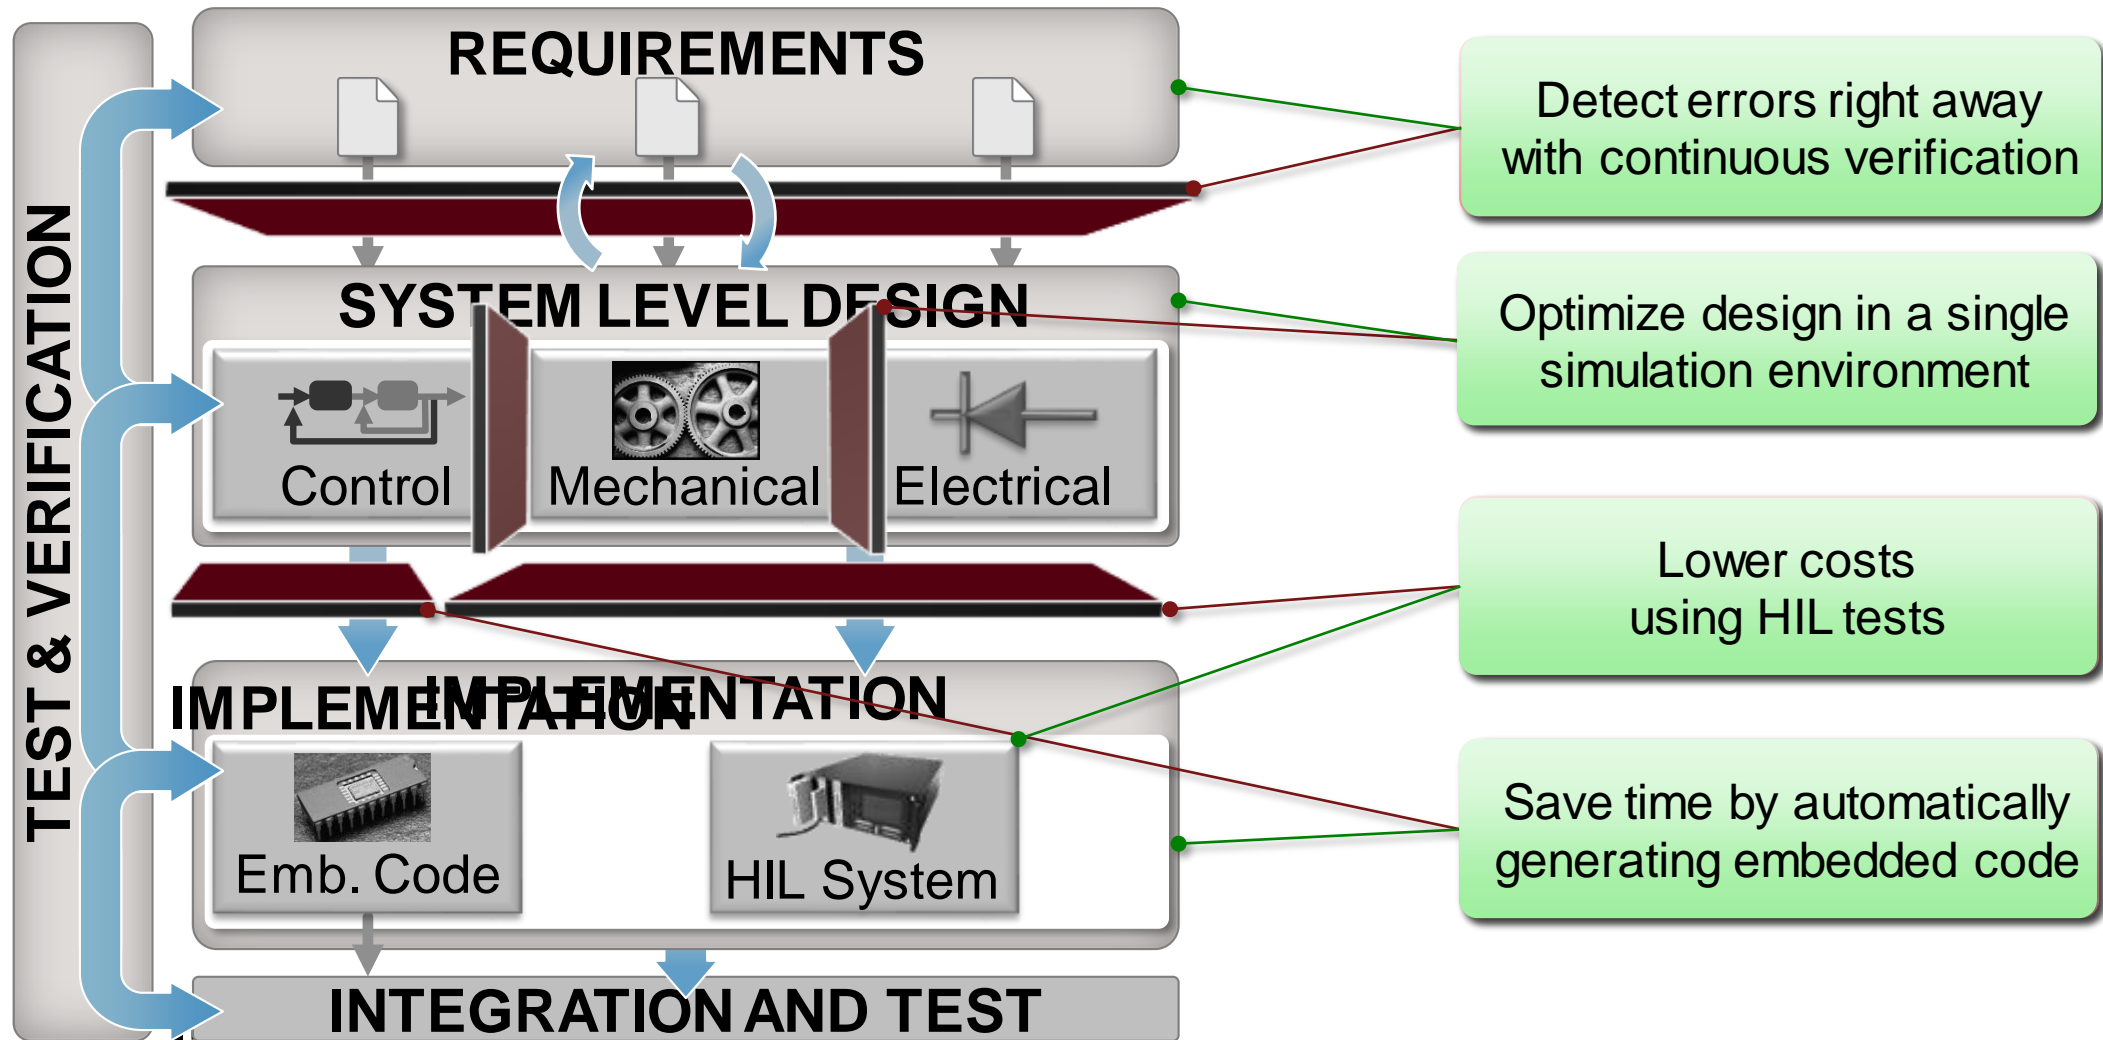 TEST & VERIFICATION
REQUIREMENTS
SYSTEM LEVEL DESIGN
Control
Mechanical
Electrical
IMPLEMENTATION
IMPLEMENTATION
Emb. Code
HIL System
INTEGRATION AND TEST
Detect errors right away
with continuous verification
Optimize design in a single
simulation environment
Lower costs
using HIL tests
Save time by automatically
generating embedded code